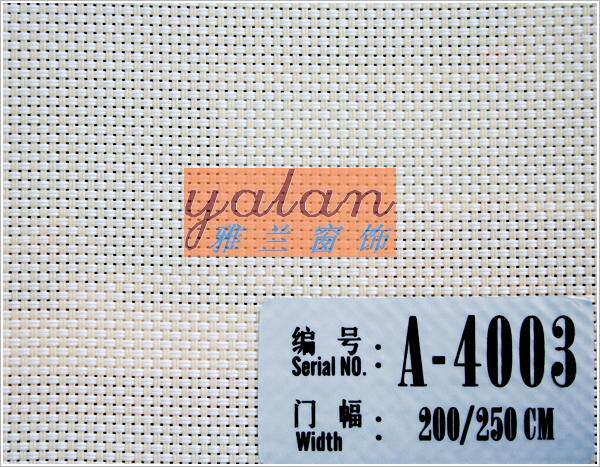 yalan
雅兰窗饰
编号：A-4003
Serial NO.
门幅：200/250 CM
Width